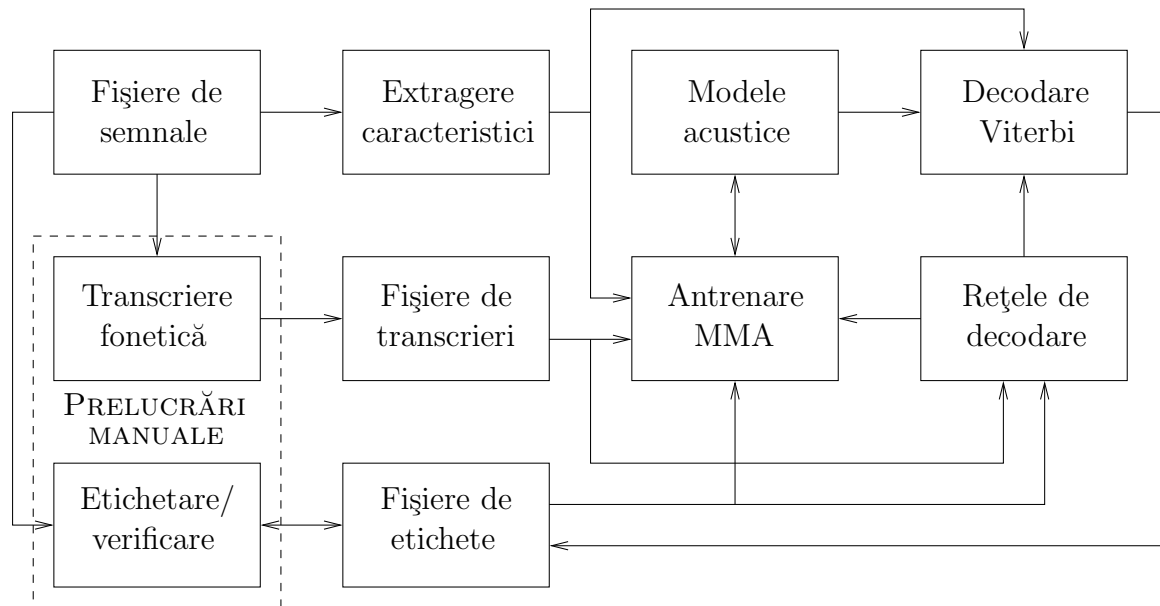 Fişiere de
semnale
Extragere
caracteristici
Modele
acustice
Decodare
Viterbi
Transcriere
fonetică
Fişiere de
transcrieri
Antrenare
MMA
Reţele de
decodare
PRELUCRĂRI
MANUALE
Etichetare/
verificare
Fişiere de
etichete